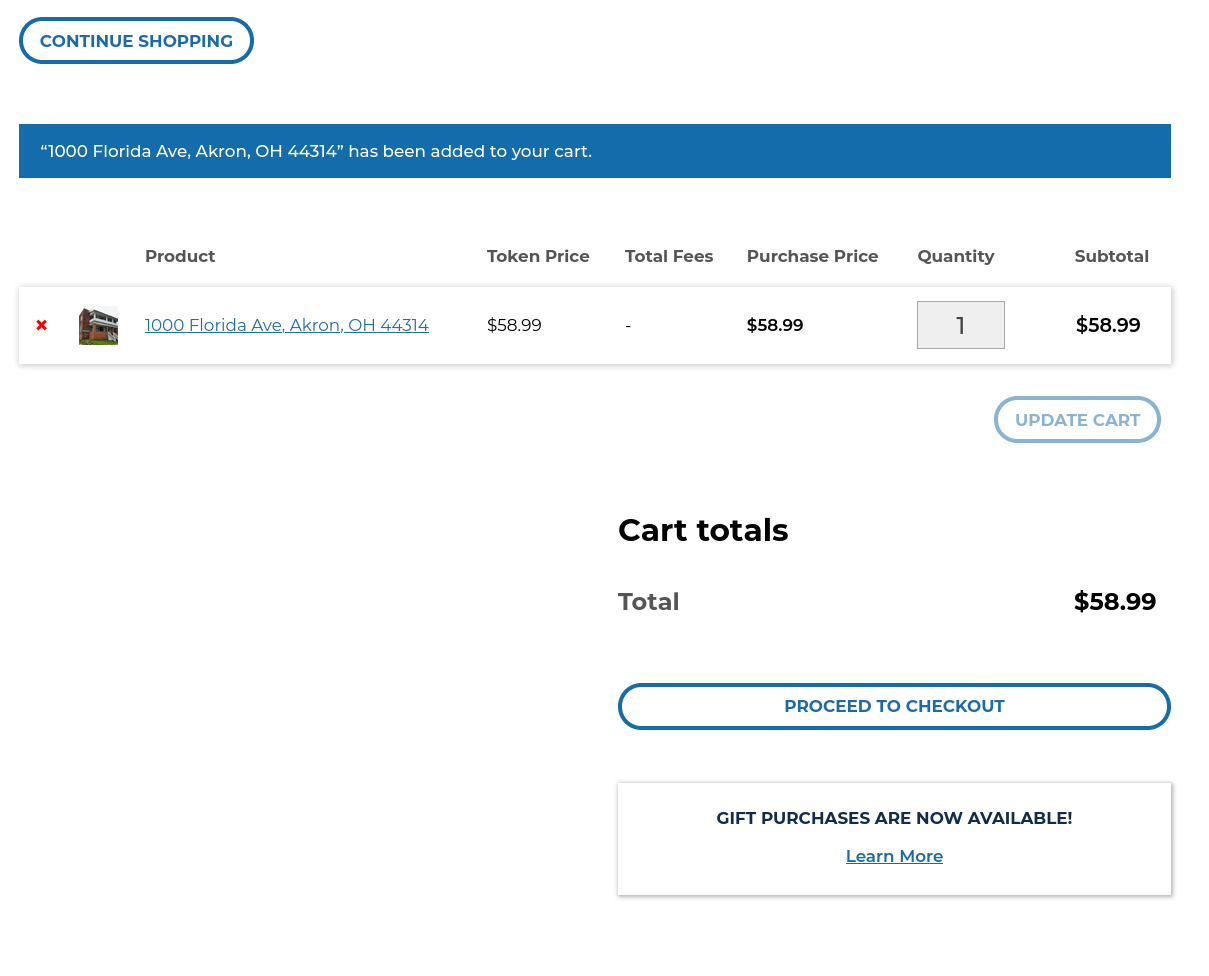 CONTINUE SHOPPING
“1000 Florida Ave, Akron, OH 44314” has been added to your cart.
Product Token Price Total Fees Purchase Price Quantity Subtotal
× 1000 Florida Ave, Akron, OH 44314 $58.99 - $58.99 1 $58.99
UPDATE CART
Cart totals
Total $58.99
PROCEED TO CHECKOUT
GIFT PURCHASES ARE NOW AVAILABLE!
Learn More